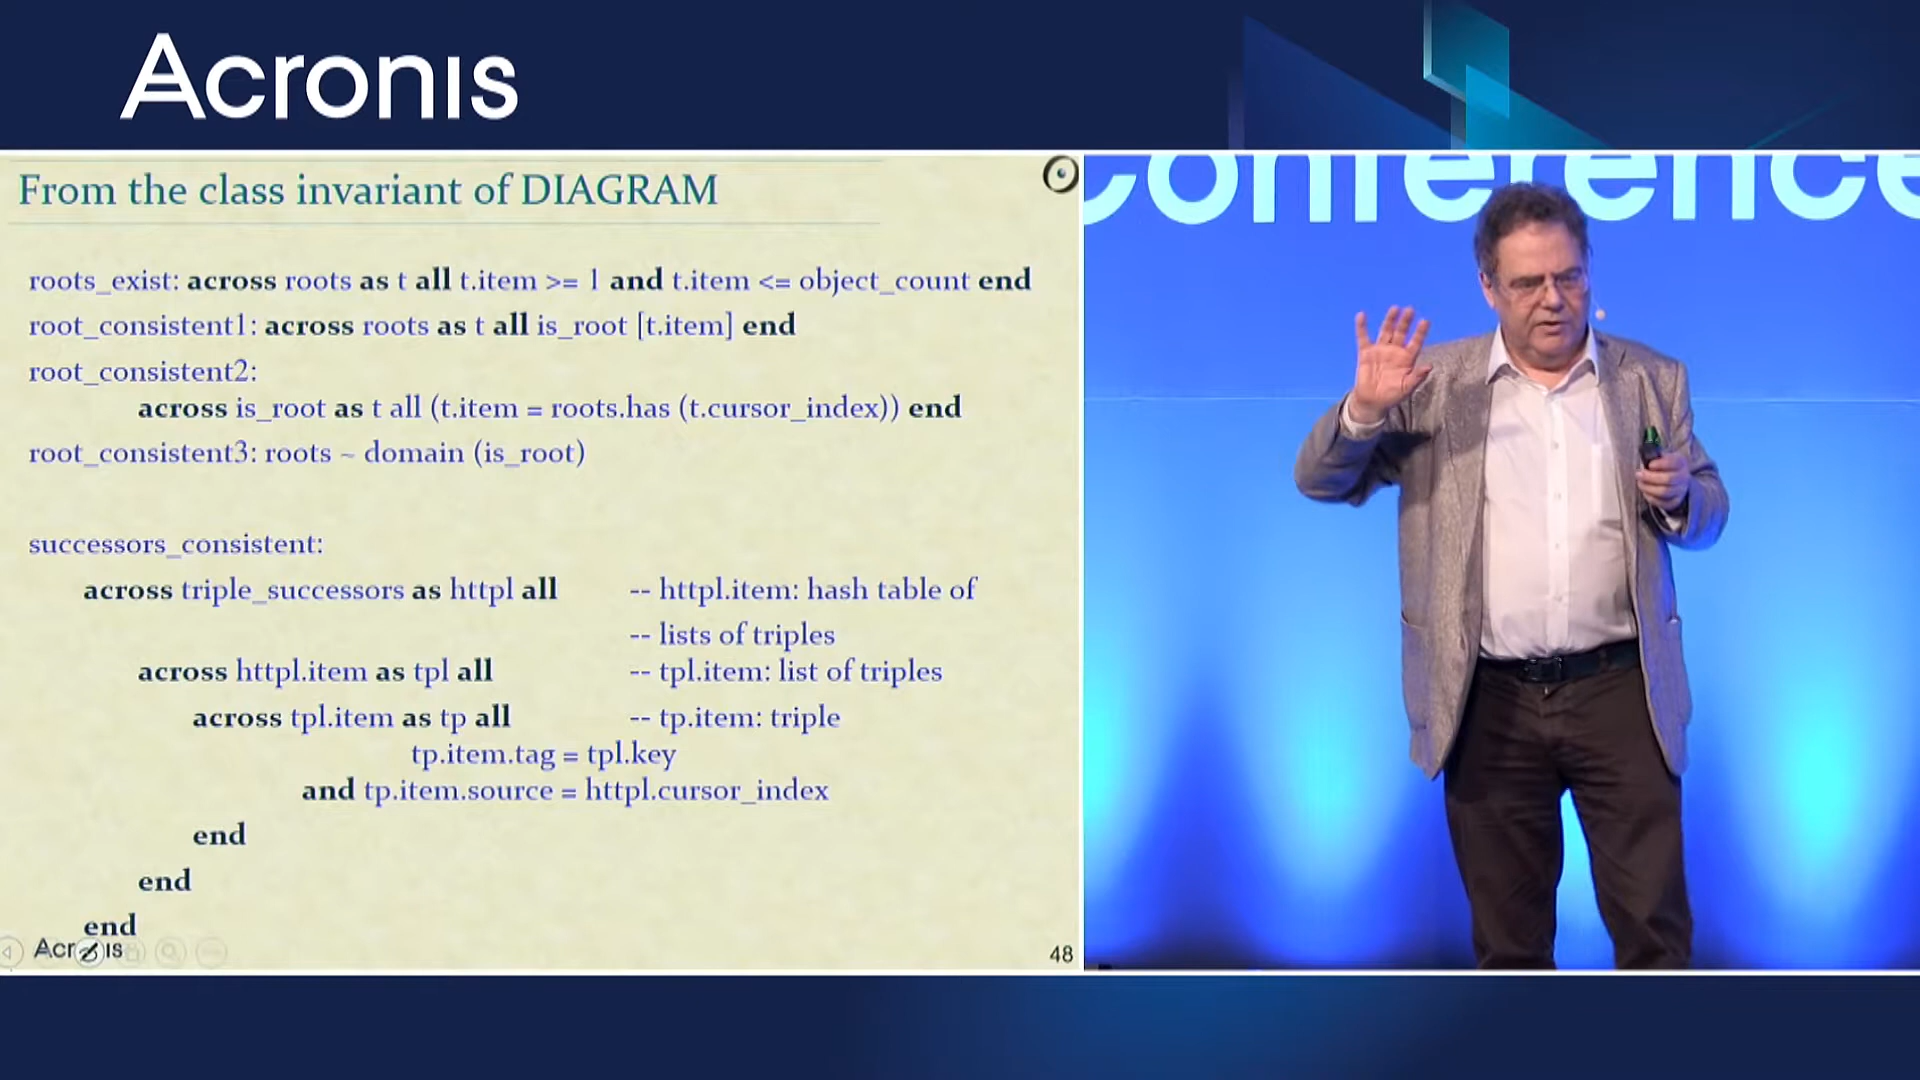 Acronis
From the class invariant of DIAGRAM
roots_exist: across roots as t all t.item >= 1 and t.item <= object_count end
root_consistent1: across roots as t all is_root [t.item] end
root_consistent2:
across is_root as t all (t.item = roots.has (t.cursor_index)) end
root_consistent3: roots ~ domain (is_root)
successors_consistent:
across triple_successors as httpl all -- httpl.item: hash table of
-- lists of triples
across httpl.item as tpl all -- tpl.item: list of triples
across tpl.item as tp all -- tp.item: triple
tp.item.tag = tpl.key
and tp.item.source = httpl.cursor_index
end
end
end
48
Conference